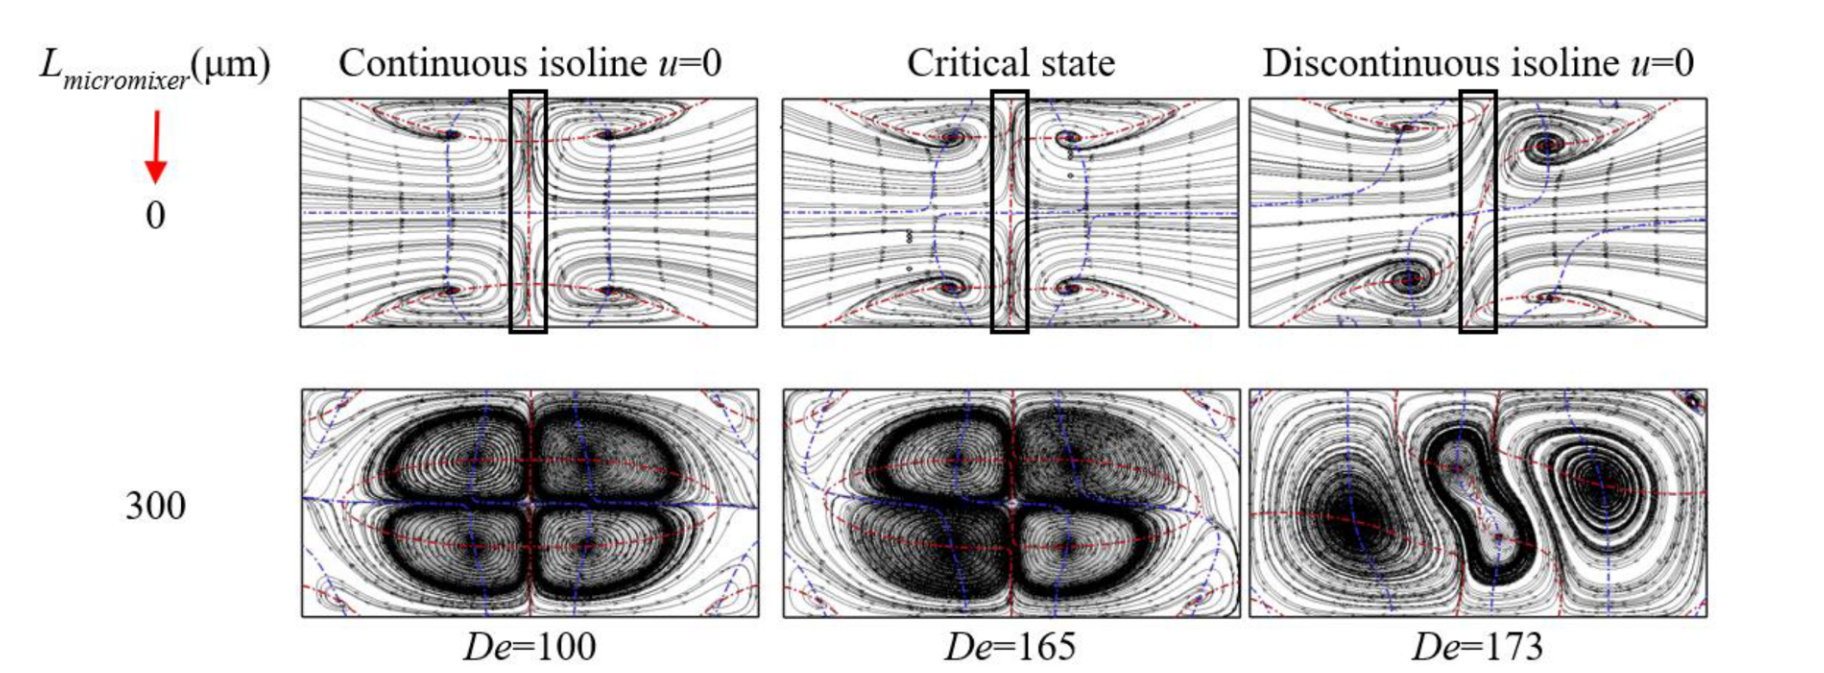 L_micromixer(μm)
Continuous isoline u=0
Critical state
Discontinuous isoline u=0
0
300
De=100
De=165
De=173